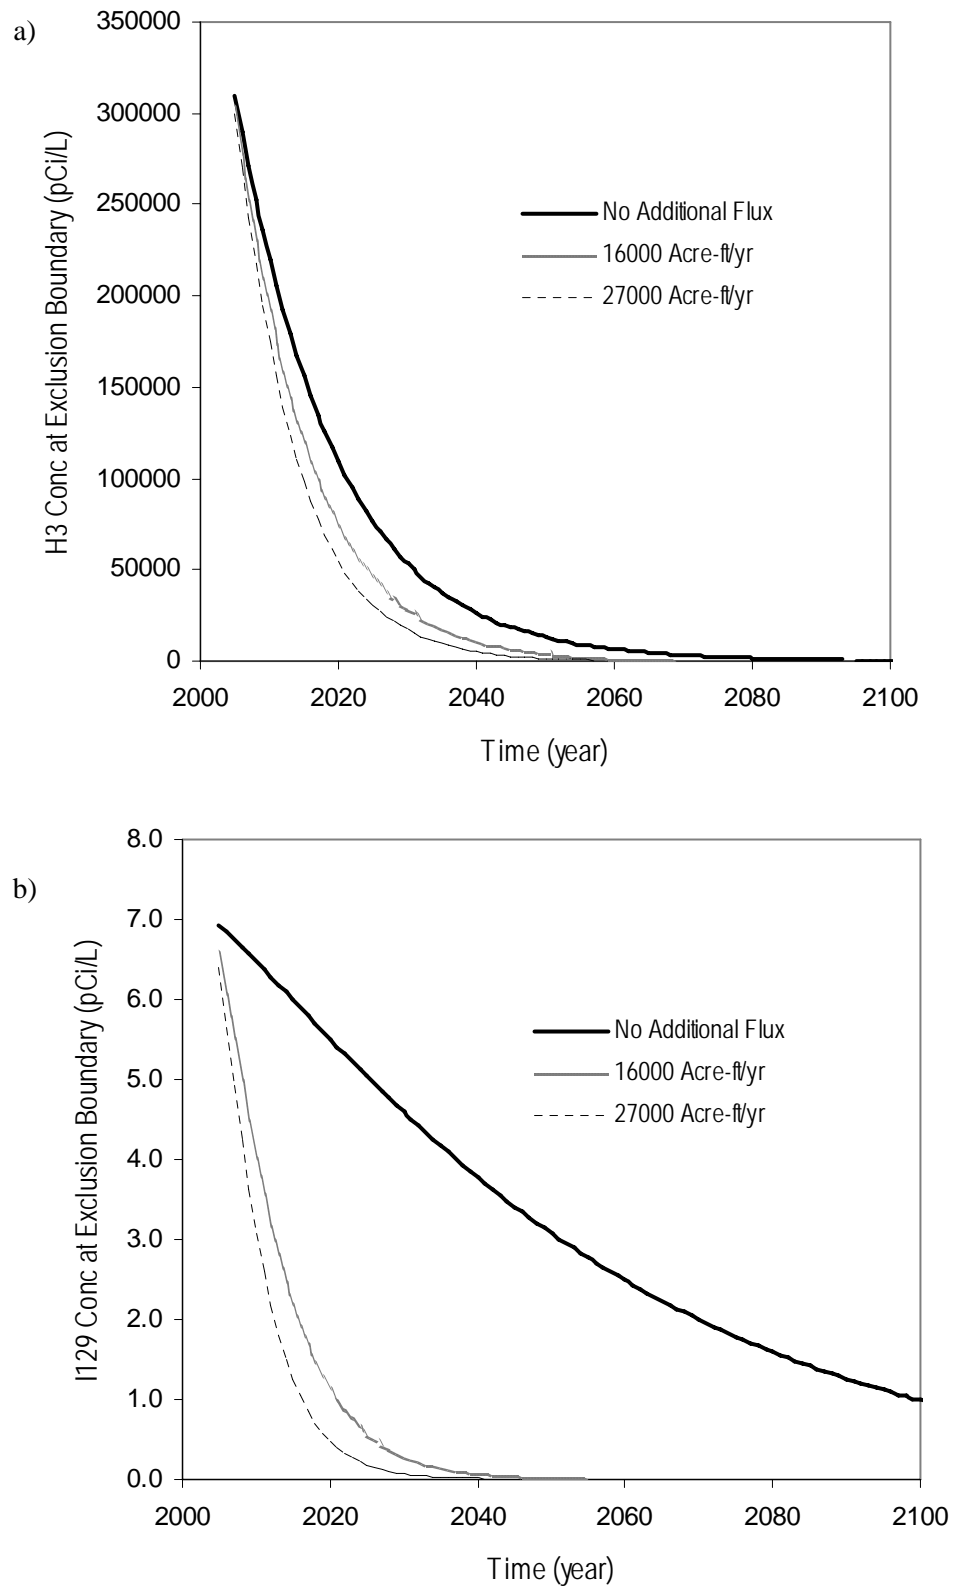 a)
H3 Conc at Exclusion Boundary (pCi/L)
350000
300000
250000
200000
150000
100000
50000
0
No Additional Flux
16000 Acre-ft/yr
27000 Acre-ft/yr
2000 2020 2040 2060 2080 2100
Time (year)
b)
I129 Conc at Exclusion Boundary (pCi/L)
8.0
7.0
6.0
5.0
4.0
3.0
2.0
1.0
0.0
No Additional Flux
16000 Acre-ft/yr
27000 Acre-ft/yr
2000 2020 2040 2060 2080 2100
Time (year)